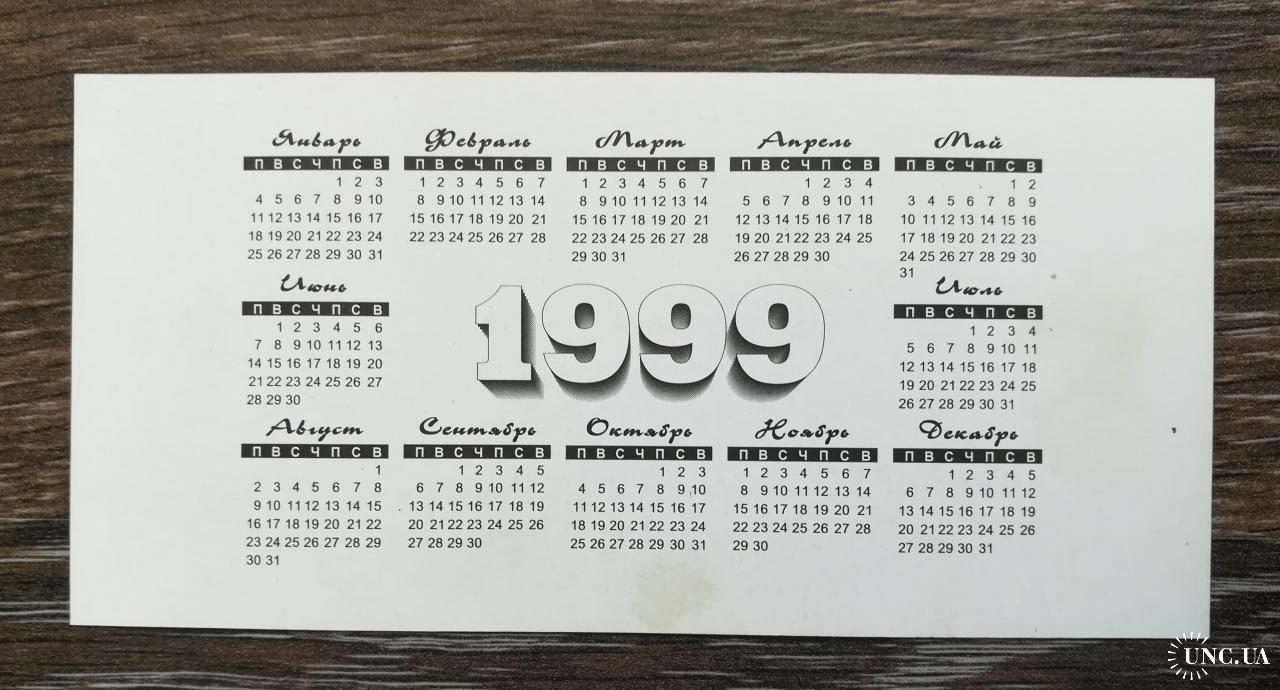 Январь
П В С Ч П С В
1 2 3
4 5 6 7 8 9 10
11 12 13 14 15 16 17
18 19 20 21 22 23 24
25 26 27 28 29 30 31
Февраль
П В С Ч П С В
1 2 3 4 5 6 7
8 9 10 11 12 13 14
15 16 17 18 19 20 21
22 23 24 25 26 27 28
Март
П В С Ч П С В
1 2 3 4 5 6 7
8 9 10 11 12 13 14
15 16 17 18 19 20 21
22 23 24 25 26 27 28
29 30 31
Апрель
П В С Ч П С В
1 2 3 4
5 6 7 8 9 10 11
12 13 14 15 16 17 18
19 20 21 22 23 24 25
26 27 28 29 30
Май
П В С Ч П С В
1 2
3 4 5 6 7 8 9
10 11 12 13 14 15 16
17 18 19 20 21 22 23
24 25 26 27 28 29 30
31
Июнь
П В С Ч П С В
1 2 3 4 5 6
7 8 9 10 11 12 13
14 15 16 17 18 19 20
21 22 23 24 25 26 27
28 29 30
1999
Июль
П В С Ч П С В
1 2 3 4
5 6 7 8 9 10 11
12 13 14 15 16 17 18
19 20 21 22 23 24 25
26 27 28 29 30 31
Август
П В С Ч П С В
1
2 3 4 5 6 7 8
9 10 11 12 13 14 15
16 17 18 19 20 21 22
23 24 25 26 27 28 29
30 31
Сентябрь
П В С Ч П С В
1 2 3 4 5
6 7 8 9 10 11 12
13 14 15 16 17 18 19
20 21 22 23 24 25 26
27 28 29 30
Октябрь
П В С Ч П С В
1 2 3
4 5 6 7 8 9 10
11 12 13 14 15 16 17
18 19 20 21 22 23 24
25 26 27 28 29 30 31
Ноябрь
П В С Ч П С В
1 2 3 4 5 6 7
8 9 10 11 12 13 14
15 16 17 18 19 20 21
22 23 24 25 26 27 28
29 30
Декабрь
П В С Ч П С В
1 2 3 4 5
6 7 8 9 10 11 12
13 14 15 16 17 18 19
20 21 22 23 24 25 26
27 28 29 30 31
UNC.UA